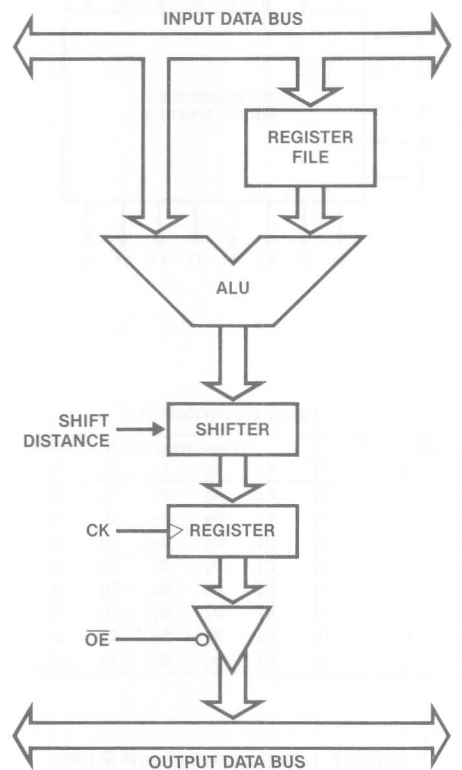 INPUT DATA BUS
REGISTER
FILE
ALU
SHIFT
DISTANCE
SHIFTER
CK
REGISTER
OE
OUTPUT DATA BUS